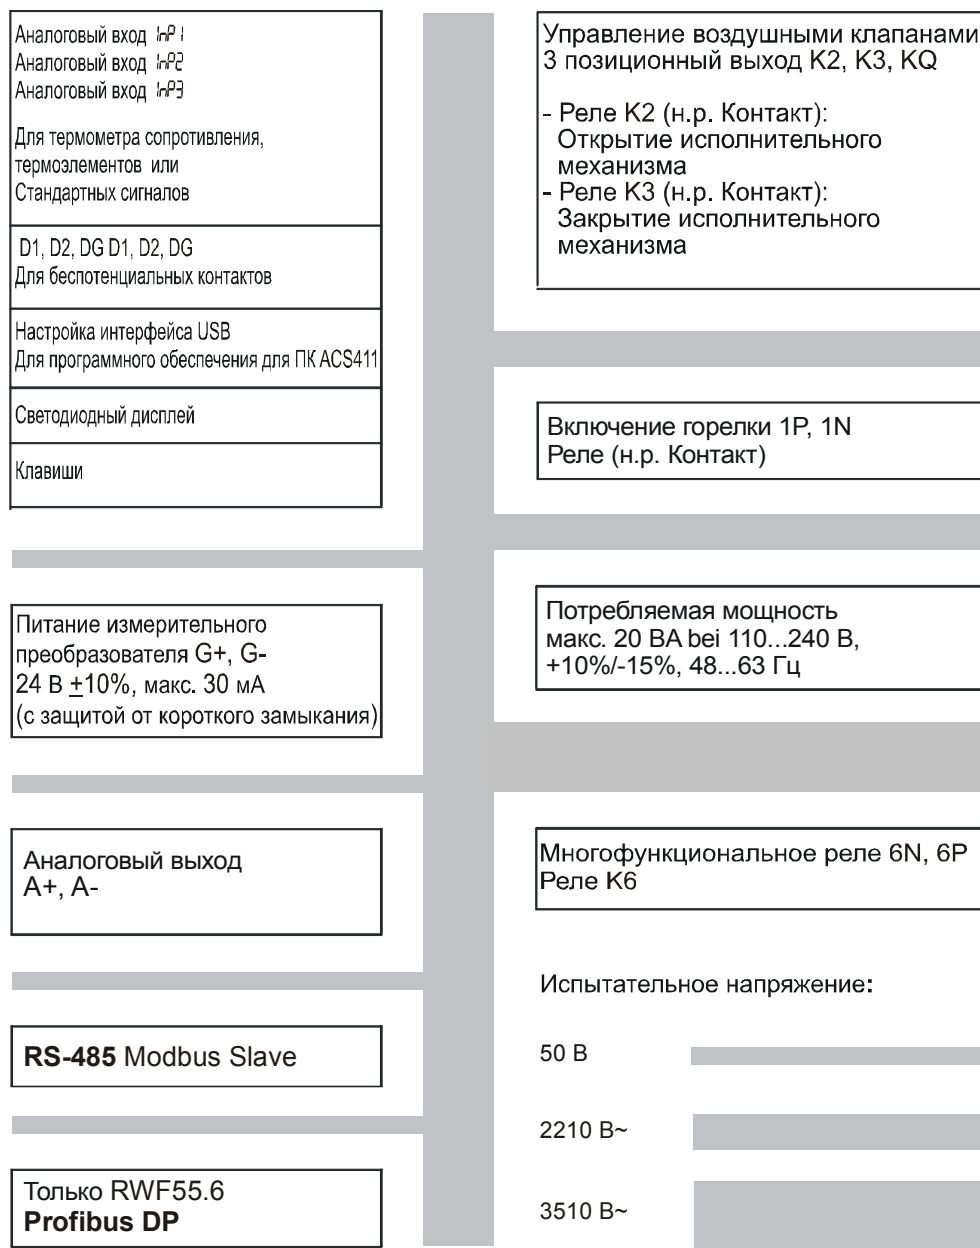 Аналоговый вход InP1
Аналоговый вход InP2
Аналоговый вход InP3
Для термометра сопротивления,
термоэлементов или
Стандартных сигналов
D1, D2, DG D1, D2, DG
Для беспотенциальных контактов
Настройка интерфейса USB
Для программного обеспечения для ПК ACS411
Светодиодный дисплей
Клавиши
Питание измерительного
преобразователя G+, G-
24 В ±10%, макс. 30 мА
(с защитой от короткого замыкания)
Аналоговый выход
A+, A-
RS-485 Modbus Slave
Только RWF55.6
Profibus DP
Управление воздушными клапанами
3 позиционный выход K2, K3, KQ
- Реле K2 (н.р. Контакт):
Открытие исполнительного
механизма
- Реле K3 (н.р. Контакт):
Закрытие исполнительного
механизма
Включение горелки 1P, 1N
Реле (н.р. Контакт)
Потребляемая мощность
макс. 20 ВА bei 110...240 В,
+10%/-15%, 48...63 Гц
Многофункциональное реле 6N, 6P
Реле K6
Испытательное напряжение:
50 В
2210 В~
3510 В~